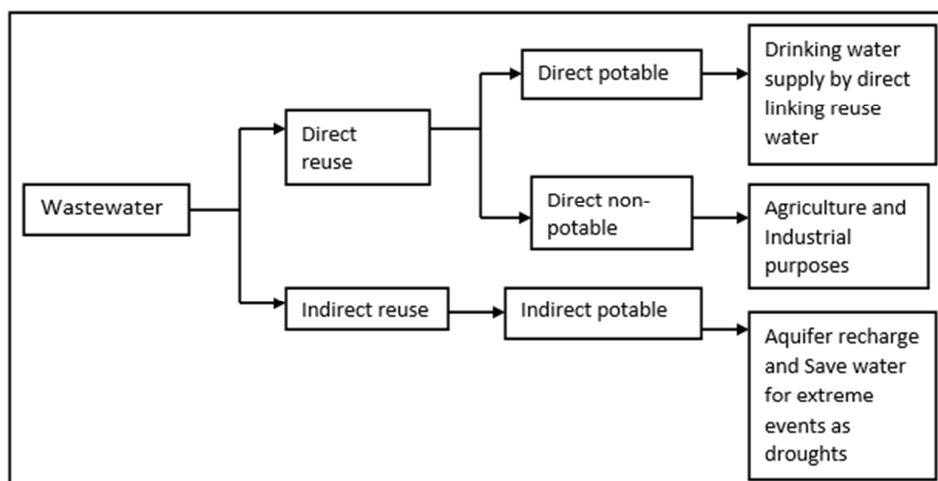 Wastewater
Direct
reuse
Direct potable
Drinking water
supply by direct
linking reuse
water
Direct non-
potable
Agriculture and
Industrial
purposes
Indirect reuse
Indirect potable
Aquifer recharge
and Save water
for extreme
events as
droughts